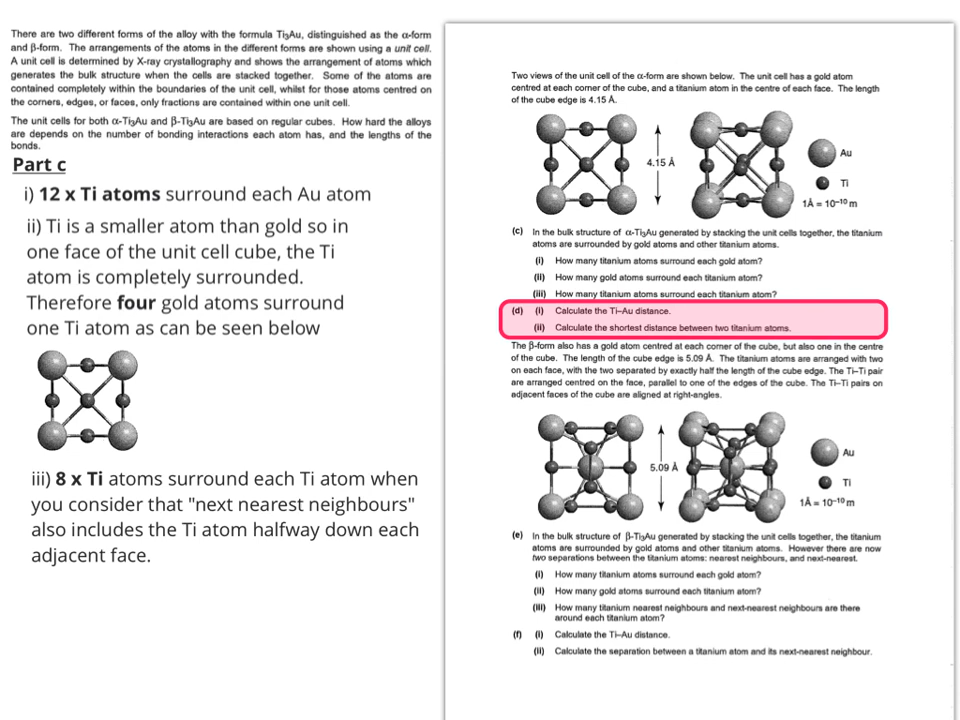 There are two different forms of the alloy with the formula Ti₃Au, distinguished as the α-form
and β-form. The arrangements of the atoms in the different forms are shown using a unit cell.
A unit cell is determined by X-ray crystallography and shows the arrangement of atoms which
generates the bulk structure when the cells are stacked together. Some of the atoms are
contained completely within the boundaries of the unit cell, whilst for those atoms centred on
the corners, edges, or faces, only fractions are contained within one unit cell.
The unit cells for both α-Ti₃Au and β-Ti₃Au are based on regular cubes. How hard the alloys
are depends on the number of bonding interactions each atom has, and the lengths of the
bonds.
Part c
i) 12 x Ti atoms surround each Au atom
ii) Ti is a smaller atom than gold so in
one face of the unit cell cube, the Ti
atom is completely surrounded.
Therefore four gold atoms surround
one Ti atom as can be seen below
iii) 8 x Ti atoms surround each Ti atom when
you consider that "next nearest neighbours"
also includes the Ti atom halfway down each
adjacent face.
Two views of the unit cell of the α-form are shown below. The unit cell has a gold atom
centred at each corner of the cube, and a titanium atom in the centre of each face. The length
of the cube edge is 4.15 Å.
4.15 Å
Au
Ti
1Å = 10⁻¹⁰ m
(c) In the bulk structure of α-Ti₃Au generated by stacking the unit cells together, the titanium
atoms are surrounded by gold atoms and other titanium atoms.
(i) How many titanium atoms surround each gold atom?
(ii) How many gold atoms surround each titanium atom?
(iii) How many titanium atoms surround each titanium atom?
(d) (i) Calculate the Ti–Au distance.
(ii) Calculate the shortest distance between two titanium atoms.
The β-form also has a gold atom centred at each corner of the cube, but also one in the centre
of the cube. The length of the cube edge is 5.09 Å. The titanium atoms are arranged with two
on each face, with the two separated by exactly half the length of the cube edge. The Ti–Ti pair
are arranged centred on the face, parallel to one of the edges of the cube. The Ti–Ti pairs on
adjacent faces of the cube are aligned at right-angles.
5.09 Å
Au
Ti
1Å = 10⁻¹⁰ m
(e) In the bulk structure of β-Ti₃Au generated by stacking the unit cells together, the titanium
atoms are surrounded by gold atoms and other titanium atoms. However there are now
two separations between the titanium atoms: nearest neighbours, and next-nearest.
(i) How many titanium atoms surround each gold atom?
(ii) How many gold atoms surround each titanium atom?
(iii) How many titanium nearest neighbours and next-nearest neighbours are there
around each titanium atom?
(f) (i) Calculate the Ti–Au distance.
(ii) Calculate the separation between a titanium atom and its next-nearest neighbour.